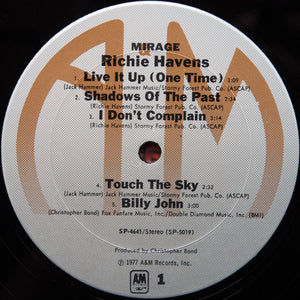 MIRAGE
Richie Havens
1. Live It Up (One Time) 3:09
(Jack Hammer) Jack Hammer Music/Stormy Forest Pub. Co. (ASCAP)
2. Shadows Of The Past 2:34
(Richie Havens) Stormy Forest Pub. Co. (ASCAP)
3. I Don't Complain 3:14
(Richie Havens) Stormy Forest Pub. Co. (ASCAP)
4. Touch The Sky 2:32
(Jack Hammer) Jack Hammer Music/Stormy Forest Pub. Co. (ASCAP)
5. Billy John 5:00
(Christopher Bond) Fox Fanfare Music, Inc./Double Diamond Music, Inc. (BMI)
SP-4641/Stereo (SP-5019)
Produced by Christopher Bond
℗ 1977 A&M Records, Inc.
A&M 1